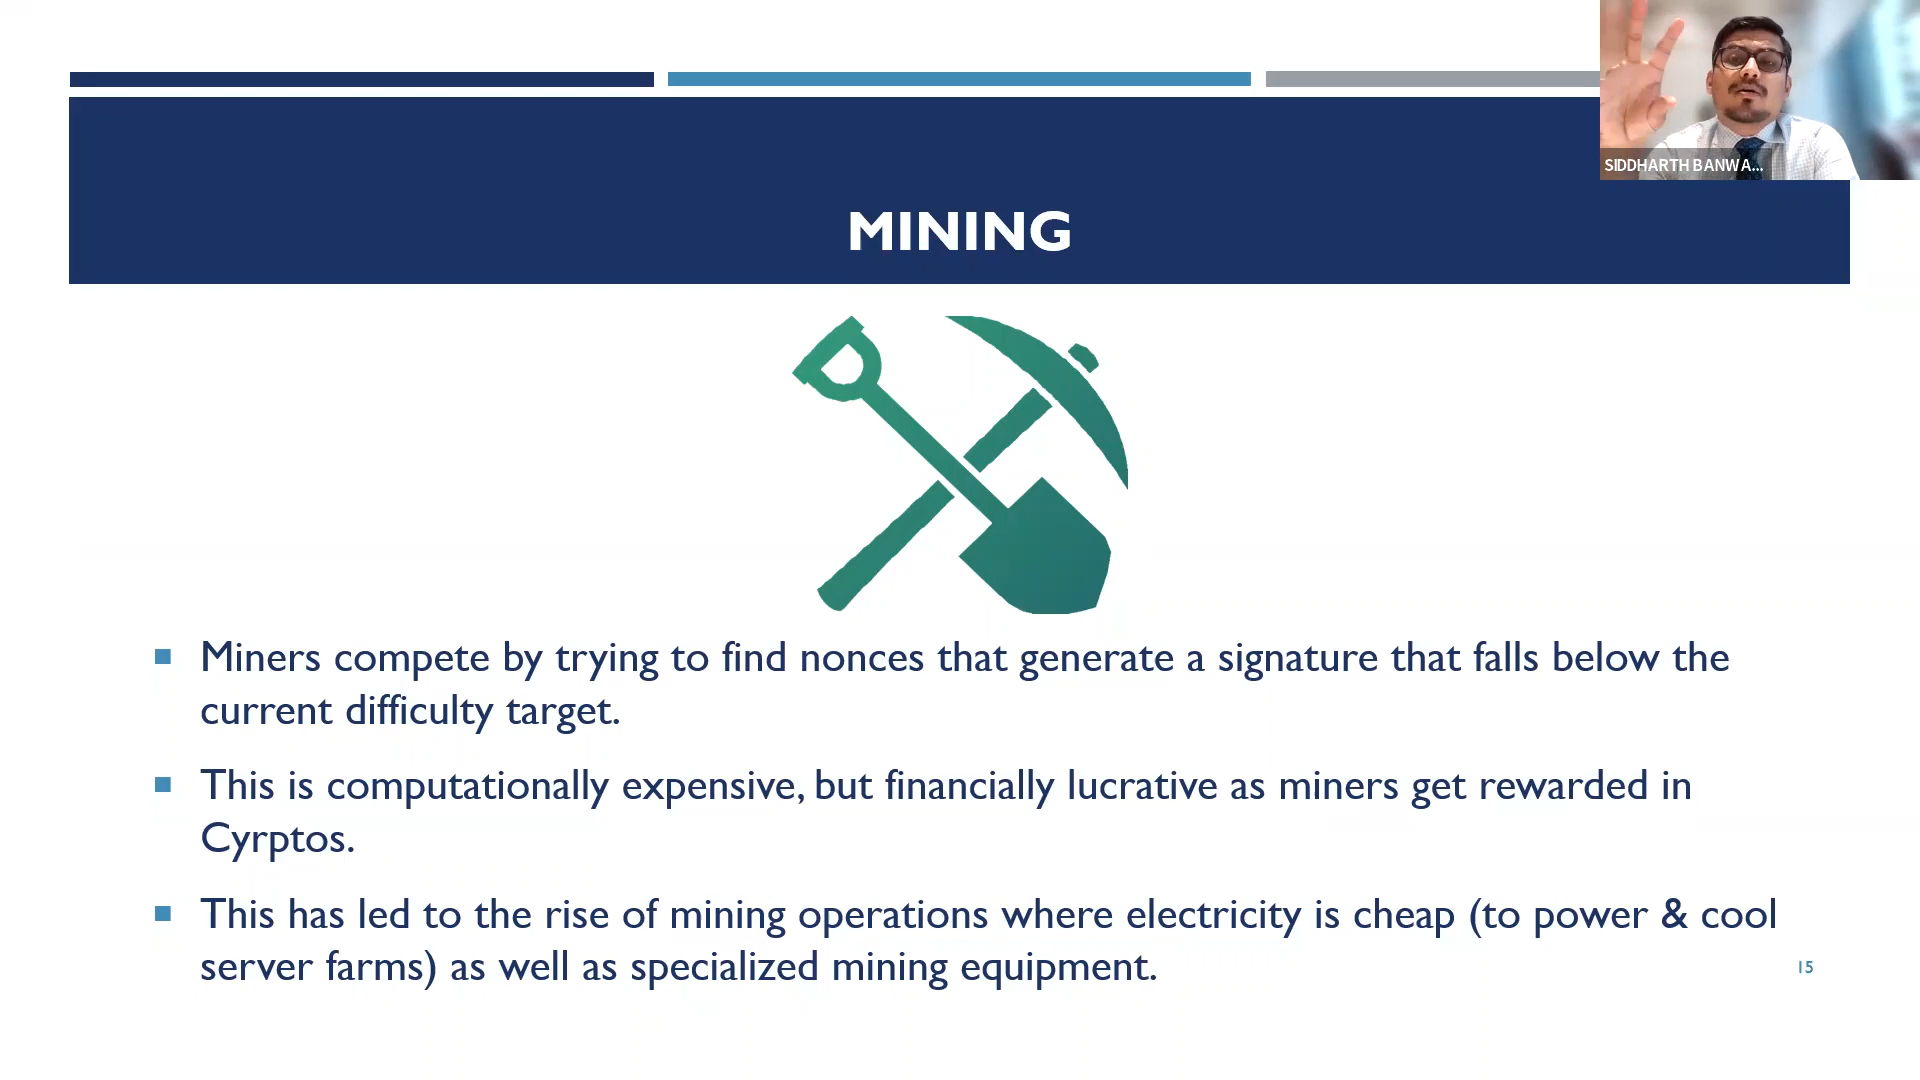 SIDDHARTH BANWA...
MINING
Miners compete by trying to find nonces that generate a signature that falls below the
current difficulty target.
This is computationally expensive, but financially lucrative as miners get rewarded in
Cyrptos.
This has led to the rise of mining operations where electricity is cheap (to power & cool
server farms) as well as specialized mining equipment.
15